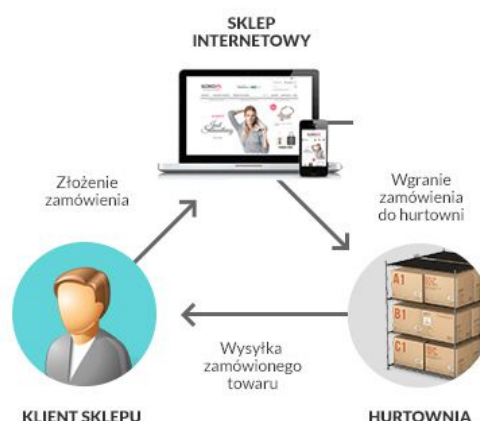 SKLEP
INTERNETOWY
Złożenie
zamówienia
Wgranie
zamówienia
do hurtowni
A1
B1
C1
Wysyłka
zamówionego
towaru
KLIENT SKLEPU
HURTOWNIA